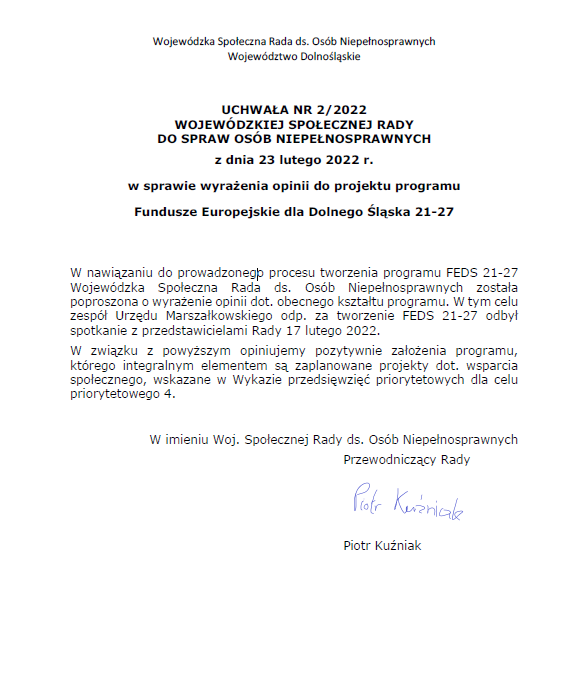 Wojewódzka Społeczna Rada ds. Osób Niepełnosprawnych
Województwo Dolnośląskie
UCHWAŁA NR 2/2022
WOJEWÓDZKIEJ SPOŁECZNEJ RADY
DO SPRAW OSÓB NIEPEŁNOSPRAWNYCH
z dnia 23 lutego 2022 r.
w sprawie wyrażenia opinii do projektu programu
Fundusze Europejskie dla Dolnego Śląska 21-27
W nawiązaniu do prowadzonego procesu tworzenia programu FEDS 21-27
Wojewódzka Społeczna Rada ds. Osób Niepełnosprawnych została
poproszona o wyrażenie opinii dot. obecnego kształtu programu. W tym celu
zespół Urzędu Marszałkowskiego odp. za tworzenie FEDS 21-27 odbył
spotkanie z przedstawicielami Rady 17 lutego 2022.
W związku z powyższym opiniujemy pozytywnie założenia programu,
którego integralnym elementem są zaplanowane projekty dot. wsparcia
społecznego, wskazane w Wykazie przedsięwzięć priorytetowych dla celu
priorytetowego 4.
W imieniu Woj. Społecznej Rady ds. Osób Niepełnosprawnych
Przewodniczący Rady
Piotr Kuźniak
Piotr Kuźniak